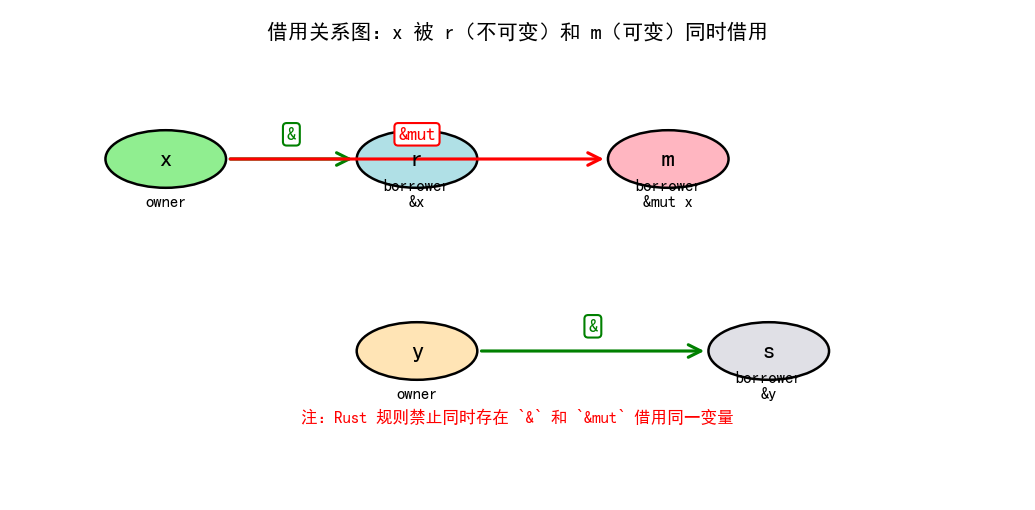 借用关系图：x 被 r（不可变）和 m（可变）同时借用
& &mut
x r m
owner borrower borrower
&x &mut x
&
y s
owner borrower
&y
注：Rust 规则禁止同时存在 `&` 和 `&mut` 借用同一变量